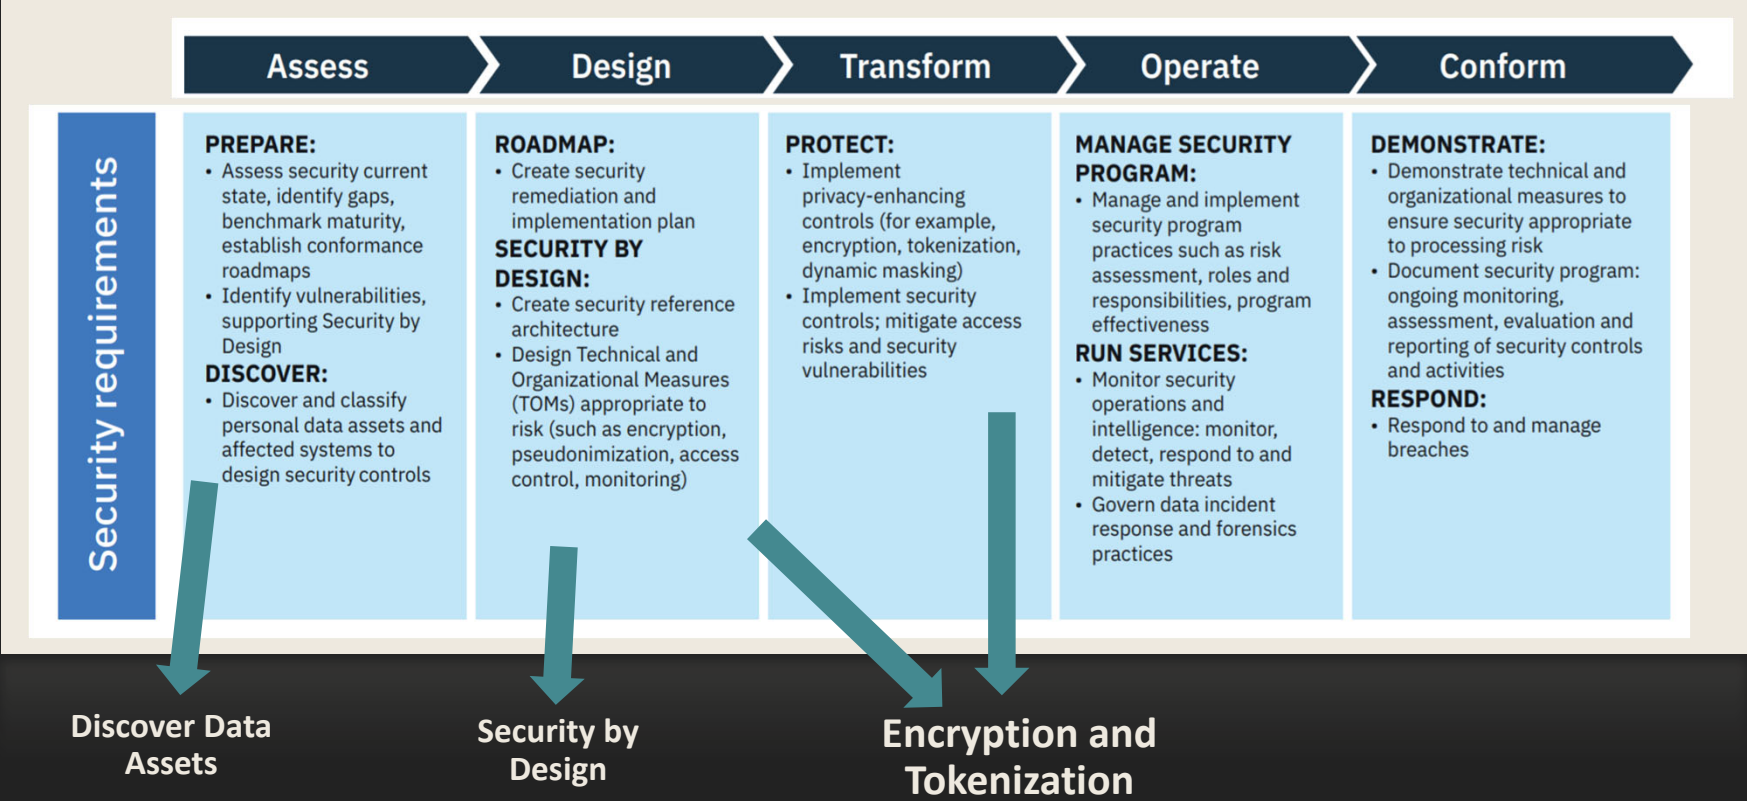 Assess
Design
Transform
Operate
Conform
Security requirements
PREPARE:
• Assess security current
state, identify gaps,
benchmark maturity,
establish conformance
roadmaps
• Identify vulnerabilities,
supporting Security by
Design
DISCOVER:
• Discover and classify
personal data assets and
affected systems to
design security controls
ROADMAP:
• Create security
remediation and
implementation plan
SECURITY BY
DESIGN:
• Create security reference
architecture
• Design Technical and
Organizational Measures
(TOMs) appropriate to
risk (such as encryption,
pseudonimization, access
control, monitoring)
PROTECT:
• Implement
privacy-enhancing
controls (for example,
encryption, tokenization,
dynamic masking)
• Implement security
controls; mitigate access
risks and security
vulnerabilities
MANAGE SECURITY
PROGRAM:
• Manage and implement
security program
practices such as risk
assessment, roles and
responsibilities, program
effectiveness
RUN SERVICES:
• Monitor security
operations and
intelligence: monitor,
detect, respond to and
mitigate threats
• Govern data incident
response and forensics
practices
DEMONSTRATE:
• Demonstrate technical and
organizational measures to
ensure security appropriate
to processing risk
• Document security program:
ongoing monitoring,
assessment, evaluation and
reporting of security controls
and activities
RESPOND:
• Respond to and manage
breaches
Discover Data
Assets
Security by
Design
Encryption and
Tokenization